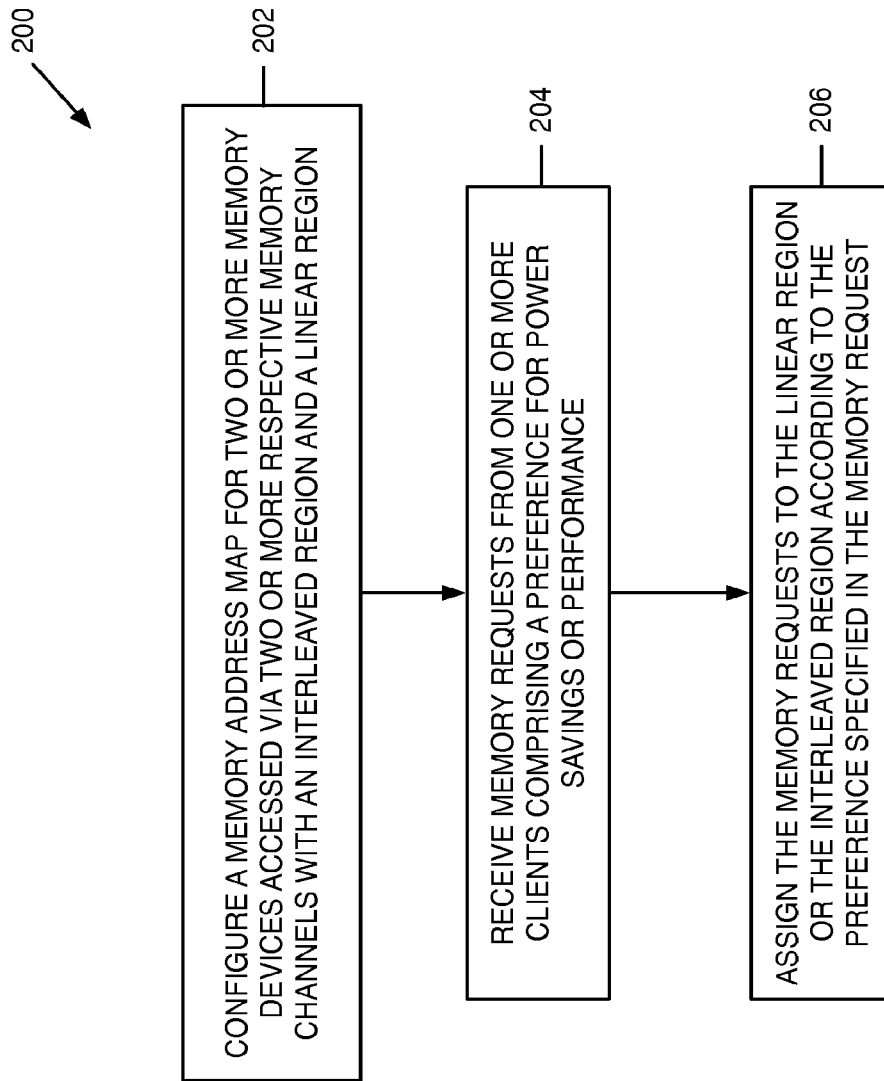 200
CONFIGURE A MEMORY ADDRESS MAP FOR TWO OR MORE MEMORY
DEVICES ACCESSED VIA TWO OR MORE RESPECTIVE MEMORY
CHANNELS WITH AN INTERLEAVED REGION AND A LINEAR REGION
202
RECEIVE MEMORY REQUESTS FROM ONE OR MORE
CLIENTS COMPRISING A PREFERENCE FOR POWER
SAVINGS OR PERFORMANCE
204
ASSIGN THE MEMORY REQUESTS TO THE LINEAR REGION
OR THE INTERLEAVED REGION ACCORDING TO THE
PREFERENCE SPECIFIED IN THE MEMORY REQUEST
206